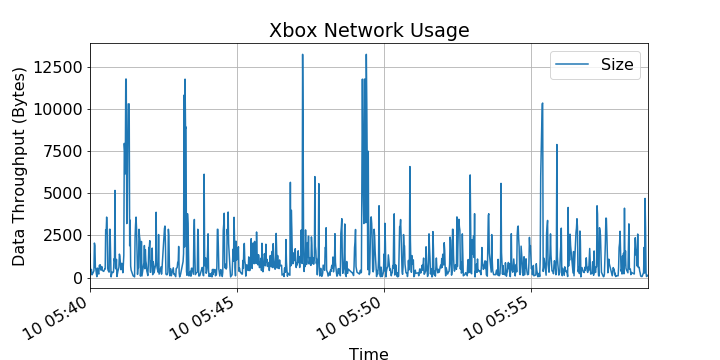 Xbox Network Usage
Data Throughput (Bytes)
12500
10000
7500
5000
2500
0
Size
10 05:40
10 05:45
10 05:50
10 05:55
Time